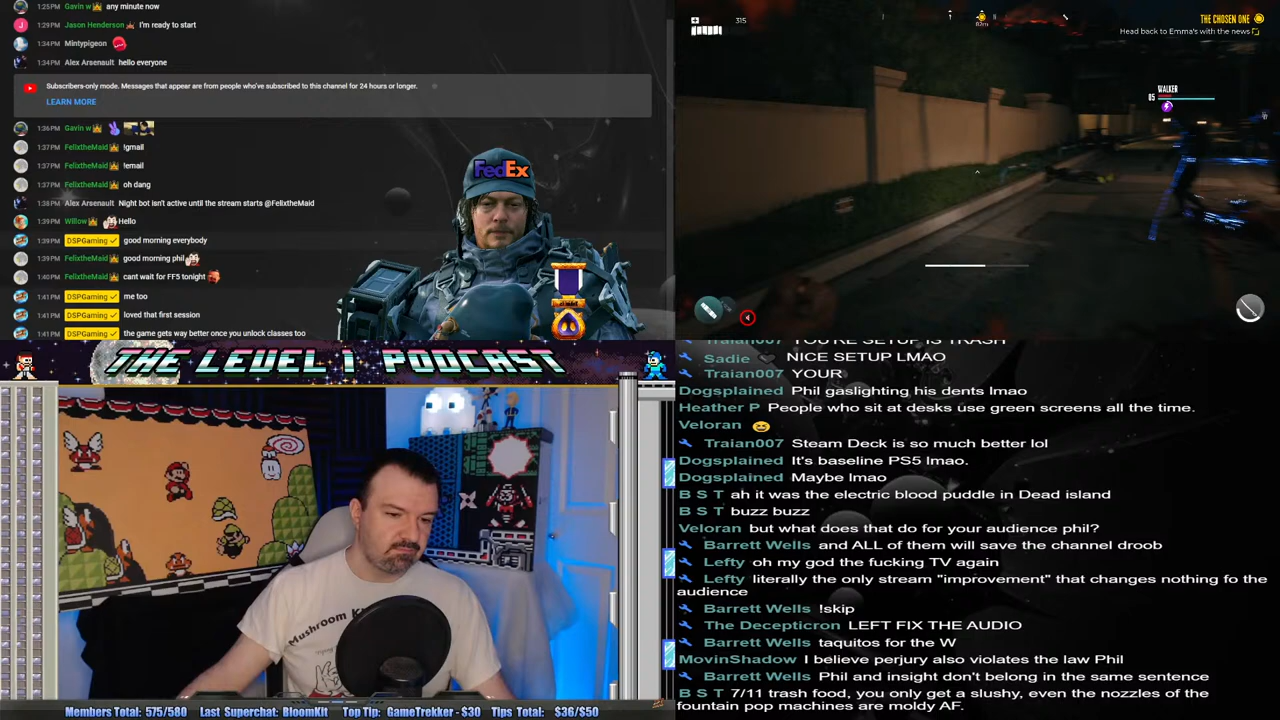 1:25PM Gavin w any minute now
1:29PM Jason Henderson I'm ready to start
1:34PM Mintypigeon
1:34PM Alex Arsenault hello everyone
Subscribers-only mode. Messages that appear are from people who've subscribed to this channel for 24 hours or longer.
LEARN MORE
1:36PM Gavin w
1:37PM FelixtheMaid !gmail
1:37PM FelixtheMaid !email
1:37PM FelixtheMaid oh dang
1:38PM Alex Arsenault Night bot isn't active until the stream starts @FelixtheMaid
1:39PM Willow Hello
1:39PM DSPGaming good morning everybody
1:39PM FelixtheMaid good morning phil
1:40PM FelixtheMaid cant wait for FF5 tonight
1:41PM DSPGaming me too
1:41PM DSPGaming loved that first session
1:41PM DSPGaming the game gets way better once you unlock classes too
FedEx
315
THE CHOSEN ONE
Head back to Emma's with the news
WALKER
85
THE LEVEL 1 PODCAST
Mushroom Ki
Traian007 YOU'RE SETUP IS TRASH
Sadie NICE SETUP LMAO
Traian007 YOUR
Dogsplained Phil gaslighting his dents lmao
Heather P People who sit at desks use green screens all the time.
Veloran
Traian007 Steam Deck is so much better lol
Dogsplained It's baseline PS5 lmao.
Dogsplained Maybe lmao
B S T ah it was the electric blood puddle in Dead island
B S T buzz buzz
Veloran but what does that do for your audience phil?
Barrett Wells and ALL of them will save the channel droob
Lefty oh my god the fucking TV again
Lefty literally the only stream "improvement" that changes nothing fo the
audience
Barrett Wells !skip
The Decepticron LEFT FIX THE AUDIO
Barrett Wells taquitos for the W
MovinShadow I believe perjury also violates the law Phil
Barrett Wells Phil and insight don't belong in the same sentence
B S T 7/11 trash food, you only get a slushy, even the nozzles of the
fountain pop machines are moldy AF.
Members Total: 575/580 Last Superchat: BloomKit Top Tip: GameTrekker - $30 Tips Total: $36/$50